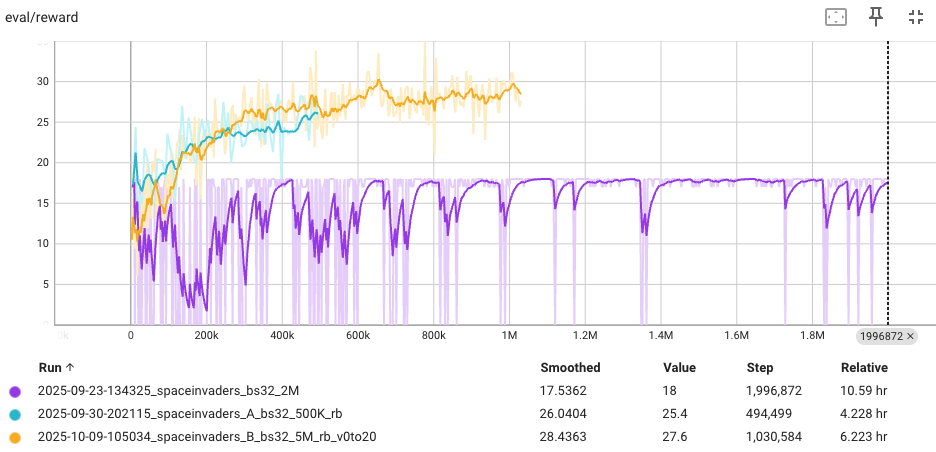 eval/reward
30
25
20
15
10
5
0k
0
200k
400k
600k
800k
1M
1.2M
1.4M
1.6M
1.8M
1996872 ×
Run ↑ Smoothed Value Step Relative
2025-09-23-134325_spaceinvaders_bs32_2M 17.5362 18 1,996,872 10.59 hr
2025-09-30-202115_spaceinvaders_A_bs32_500K_rb 26.0404 25.4 494,499 4.228 hr
2025-10-09-105034_spaceinvaders_B_bs32_5M_rb_v0to20 28.4363 27.6 1,030,584 6.223 hr